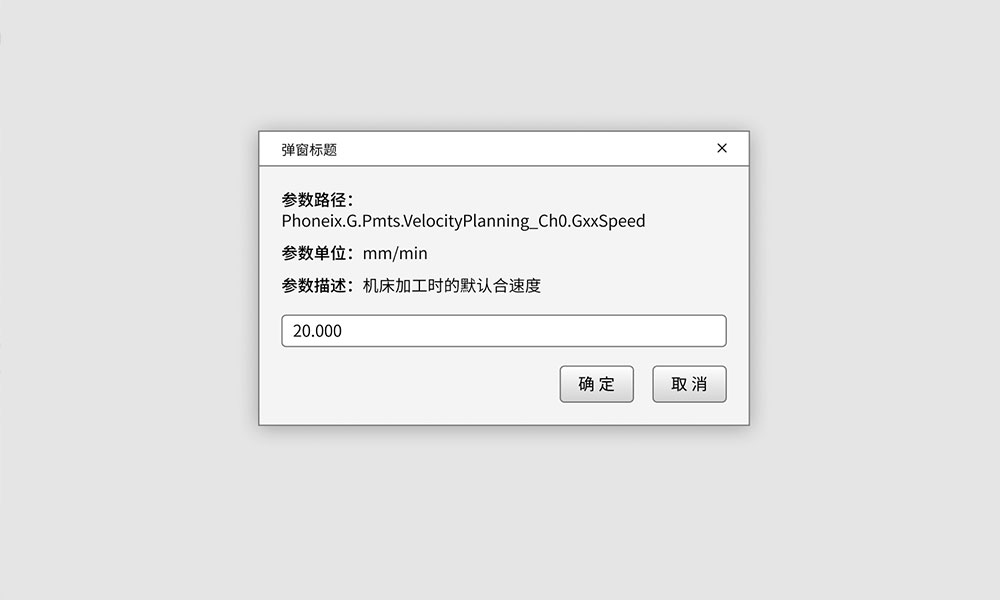 弹窗标题
参数路径：
Phoneix.G.Pmts.VelocityPlanning_Ch0.GxxSpeed
参数单位：mm/min
参数描述：机床加工时的默认合速度
20.000
确 定
取 消